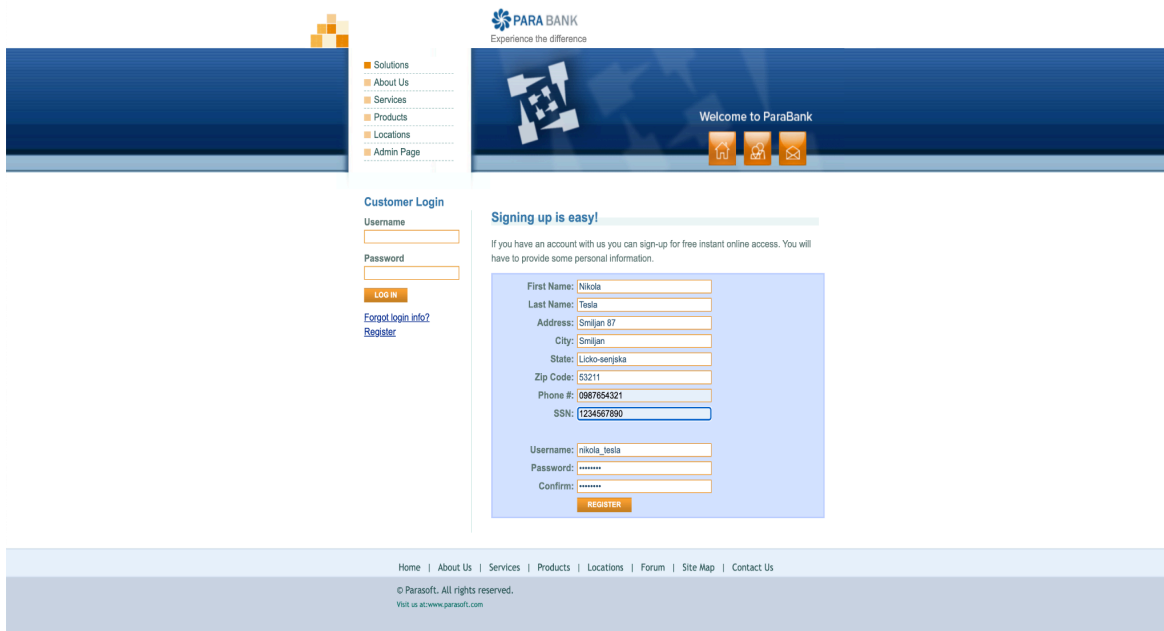 PARA BANK
Experience the difference
Solutions
About Us
Services
Products
Locations
Admin Page
Welcome to ParaBank
Customer Login
Username
Password
LOG IN
Forgot login info?
Register
Signing up is easy!
If you have an account with us you can sign-up for free instant online access. You will
have to provide some personal information.
First Name: Nikola
Last Name: Tesla
Address: Smiljan 87
City: Smiljan
State: Licko-senjska
Zip Code: 53211
Phone #: 0987654321
SSN: 1234567890
Username: nikola_tesla
Password: ••••••••
Confirm: ••••••••
REGISTER
Home | About Us | Services | Products | Locations | Forum | Site Map | Contact Us
© Parasoft. All rights reserved.
Visit us at:www.parasoft.com